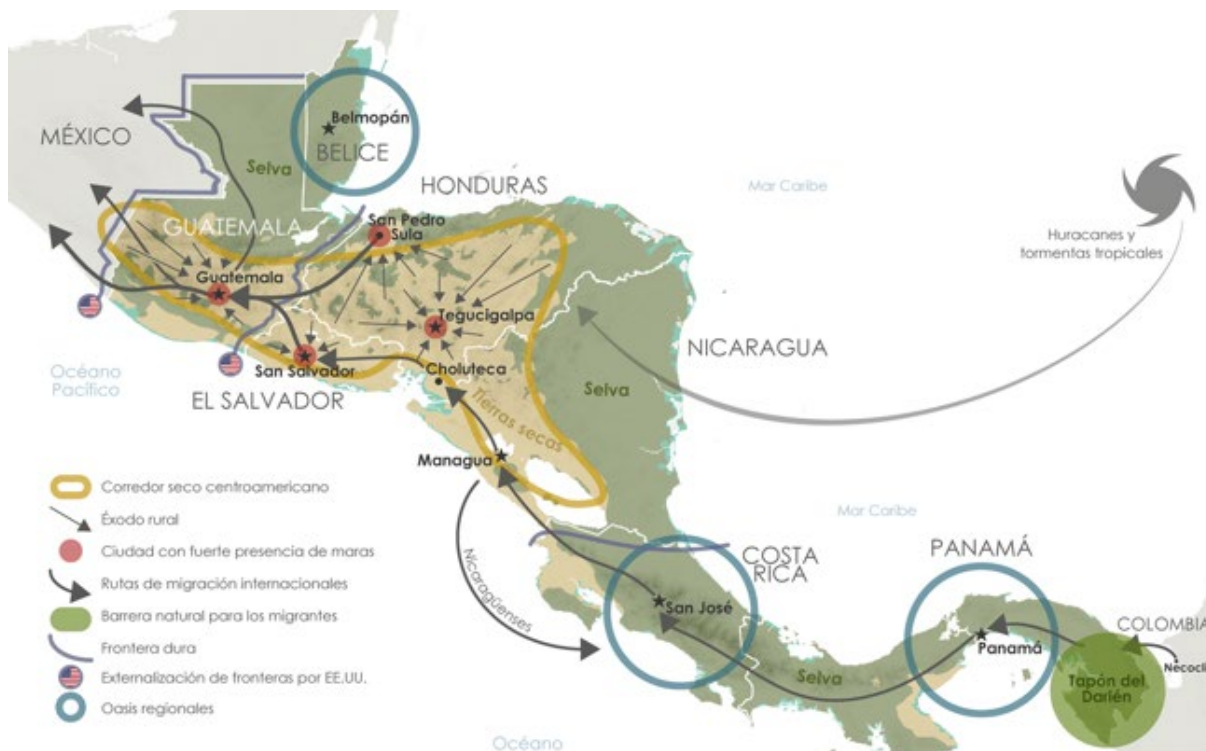 Belmopán
MÉXICO
BELICE
Selva
HONDURAS
Mar Caribe
GUATEMALA
San Pedro
Sula
Huracanes y
tormentas tropicales
Guatemala
Tegucigalpa
NICARAGUA
Océano
Pacífico
San Salvador
Choluteca
Selva
EL SALVADOR
Tierras secas
Managua
Mar Caribe
Corredor seco centroamericano
Éxodo rural
Ciudad con fuerte presencia de maras
Rutas de migración internacionales
Barrera natural para los migrantes
Frontera dura
Externalización de fronteras por EE.UU.
Oasis regionales
Nicaragüenses
COSTA
RICA
PANAMÁ
San José
COLOMBIA
Panamá
Necoclí
Selva
Tapón del
Darién
Océano